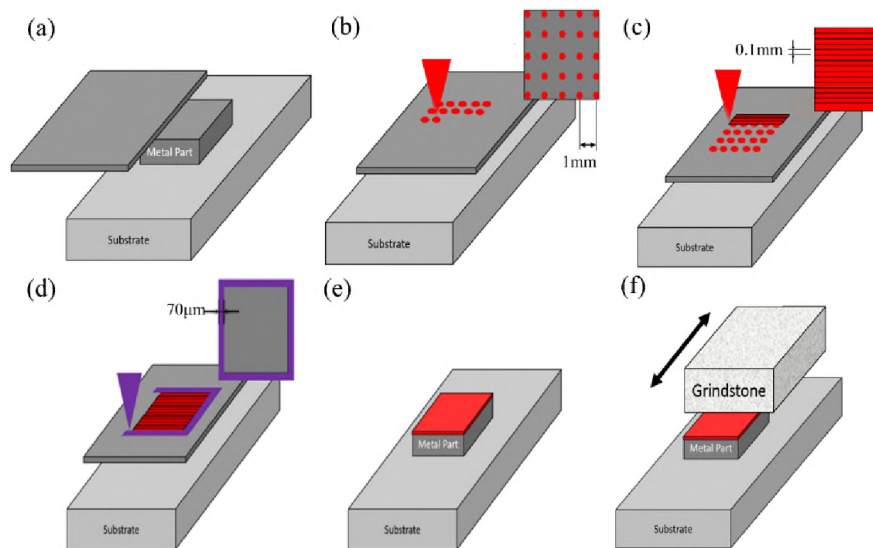 (a)
Metal Part
Substrate
(b)
1mm
Substrate
(c)
0.1mm
Substrate
(d)
70μm
Substrate
(e)
Metal Part
Substrate
(f)
Grindstone
Metal Part
Substrate